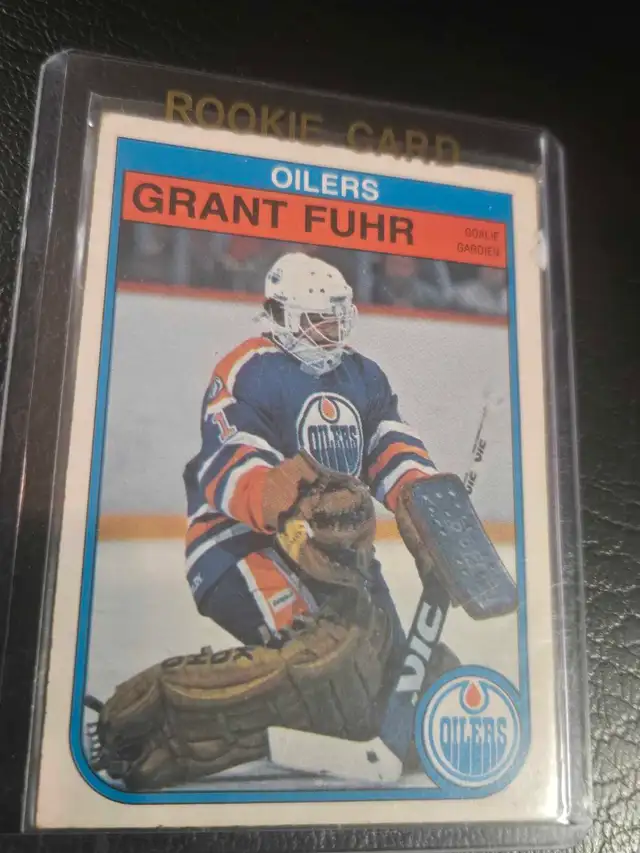 ROOKIE CARD
OILERS
GRANT FUHR
GOALIE
GARDIEN
OILERS
VIC
VIC
OILERS